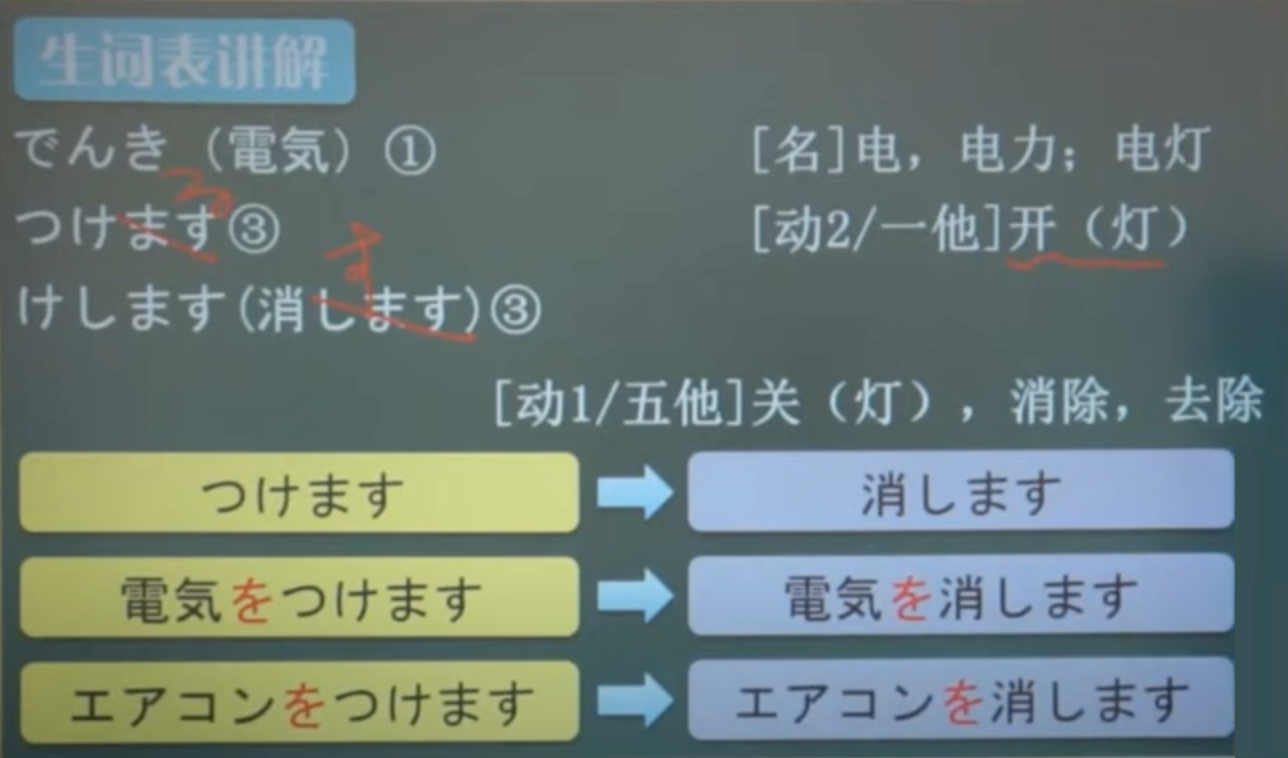 生词表讲解
でんき（電気）① [名]电，电力；电灯
る
つけます③ [动2/一他]开（灯）
す
けします(消します)③
[动1/五他]关（灯），消除，去除
つけます 消します
電気をつけます 電気を消します
エアコンをつけます エアコンを消します